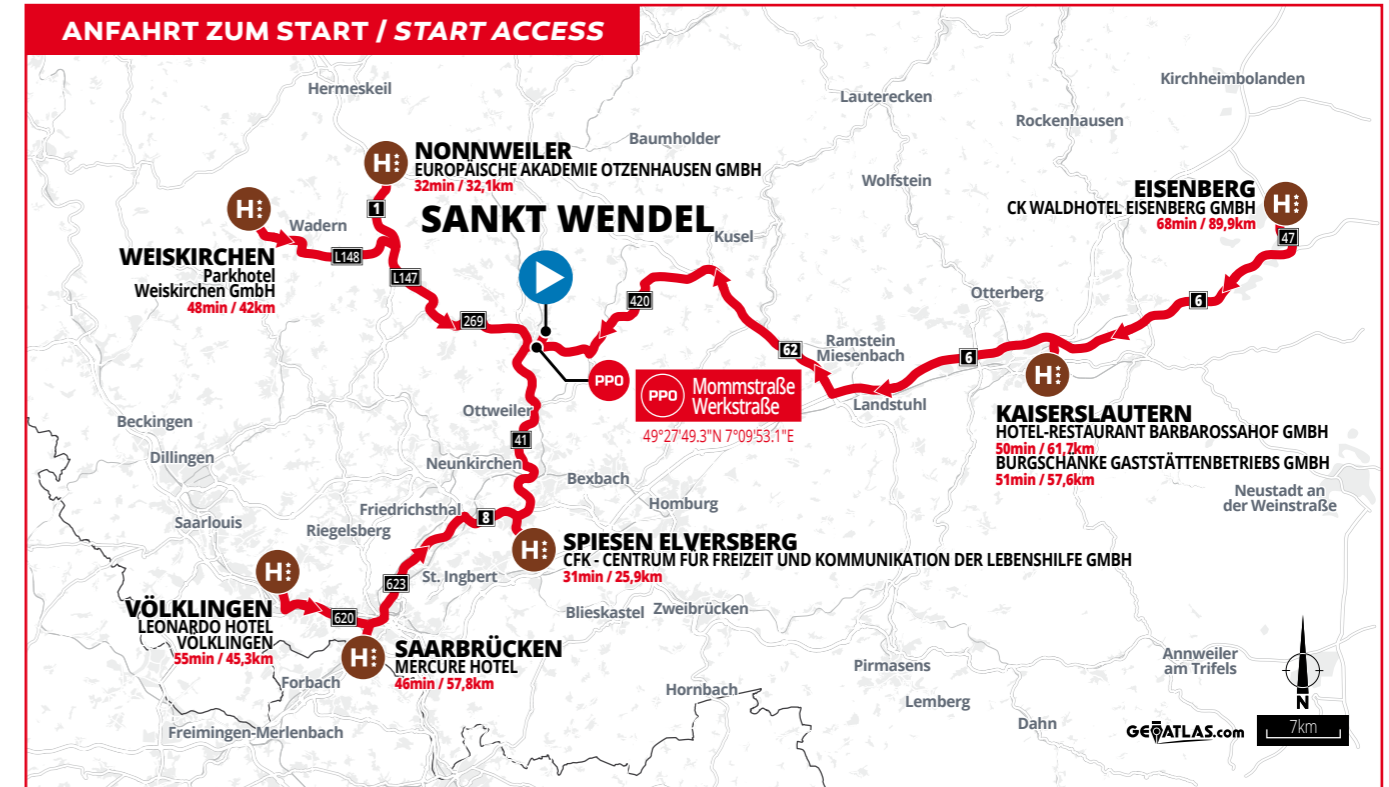 ANFAHRT ZUM START / START ACCESS
Kirchheimbolanden
Hermeskeil
Lauterecken
Rockenhausen
Baumholder
NONNWEILER
EUROPÄISCHE AKADEMIE OTZENHAUSEN GMBH
32min / 32,1km
H
Wolfstein
EISENBERG
CK WALDHOTEL EISENBERG GMBH
68min / 89,9km
H
47
H
Wadern
1
SANKT WENDEL
Kusel
WEISKIRCHEN
Parkhotel
Weiskirchen GmbH
48min / 42km
L148
L147
269
420
62
Otterberg
6
6
Ramstein
Miesenbach
Landstuhl
PPO
PPO
Mommstraße
Werkstraße
49°27'49.3"N 7°09'53.1"E
H
KAISERSLAUTERN
HOTEL-RESTAURANT BARBAROSSAHOF GMBH
50min / 61,7km
BURGSCHÄNKE GASTSTÄTTENBETRIEBS GMBH
51min / 57,6km
Neustadt an
der Weinstraße
Ottweiler
41
Beckingen
Dillingen
Neunkirchen
Bexbach
Homburg
Saarlouis
Friedrichsthal
Riegelsberg
8
H
SPIESEN ELVERSBERG
CFK - CENTRUM FÜR FREIZEIT UND KOMMUNIKATION DER LEBENSHILFE GMBH
31min / 25,9km
St. Ingbert
623
Blieskastel
Zweibrücken
H
VÖLKLINGEN
LEONARDO HOTEL
VÖLKLINGEN
55min / 45,3km
620
H
SAARBRÜCKEN
MERCURE HOTEL
46min / 57,8km
Forbach
Freimingen-Merlenbach
Hornbach
Pirmasens
Lemberg
Dahn
Annweiler
am Trifels
N
GEOATLAS.com
7km